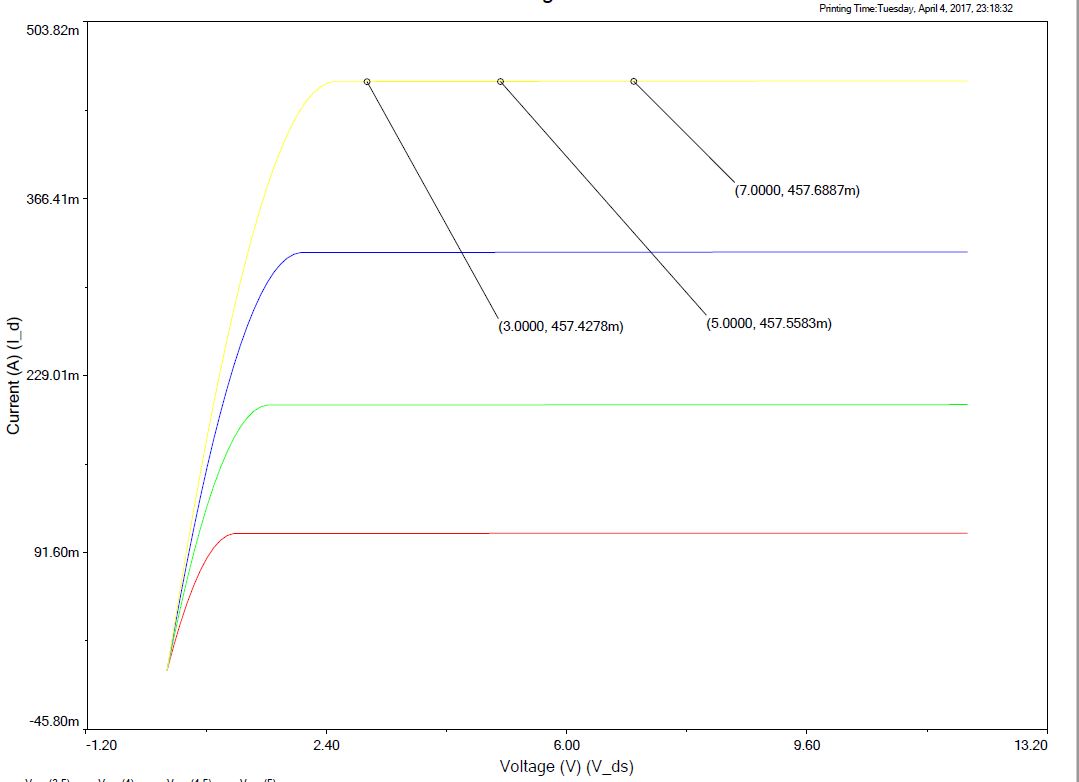 Printing Time:Tuesday, April 4, 2017, 23:18:32
503.82m
(7.0000, 457.6887m)
366.41m
(3.0000, 457.4278m)
(5.0000, 457.5583m)
229.01m
Current (A) (I_d)
91.60m
-45.80m
-1.20
2.40
6.00
9.60
13.20
Voltage (V) (V_ds)